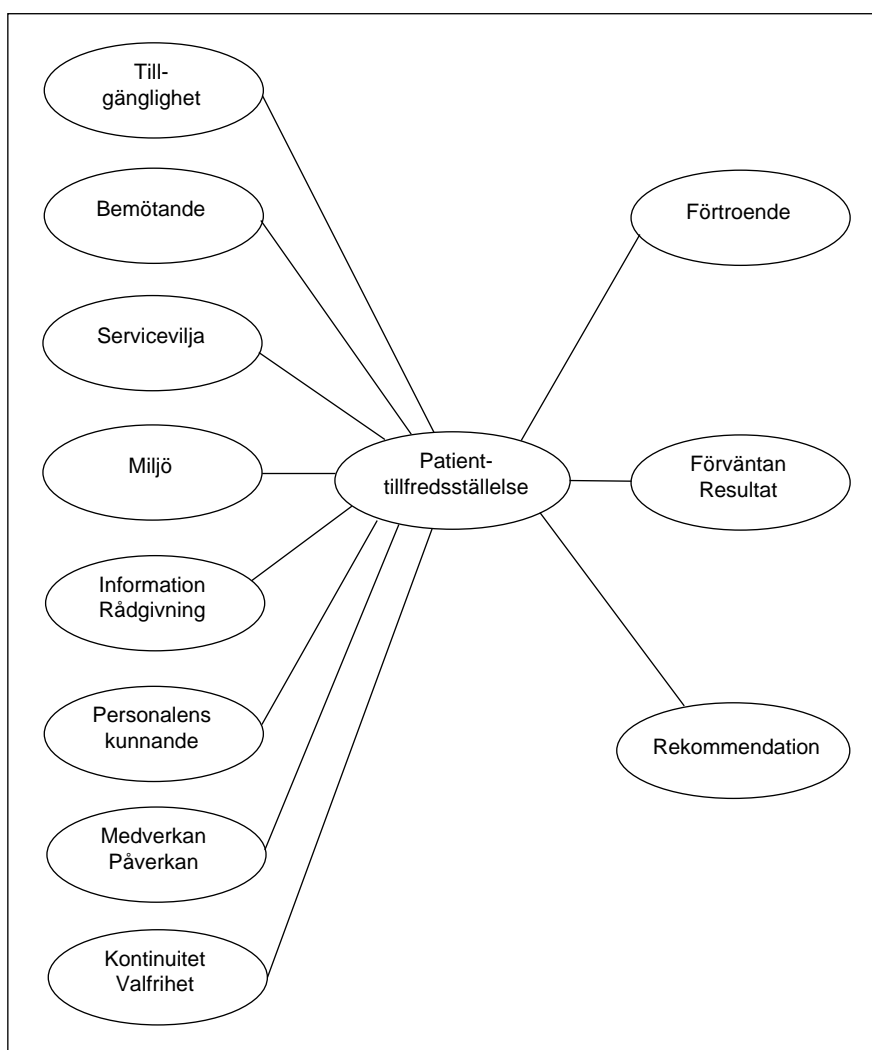 Till-
gänglighet
Bemötande
Servicevilja
Miljö
Information
Rådgivning
Personalens
kunnande
Medverkan
Påverkan
Kontinuitet
Valfrihet
Patient-
tillfredsställelse
Förtroende
Förväntan
Resultat
Rekommendation